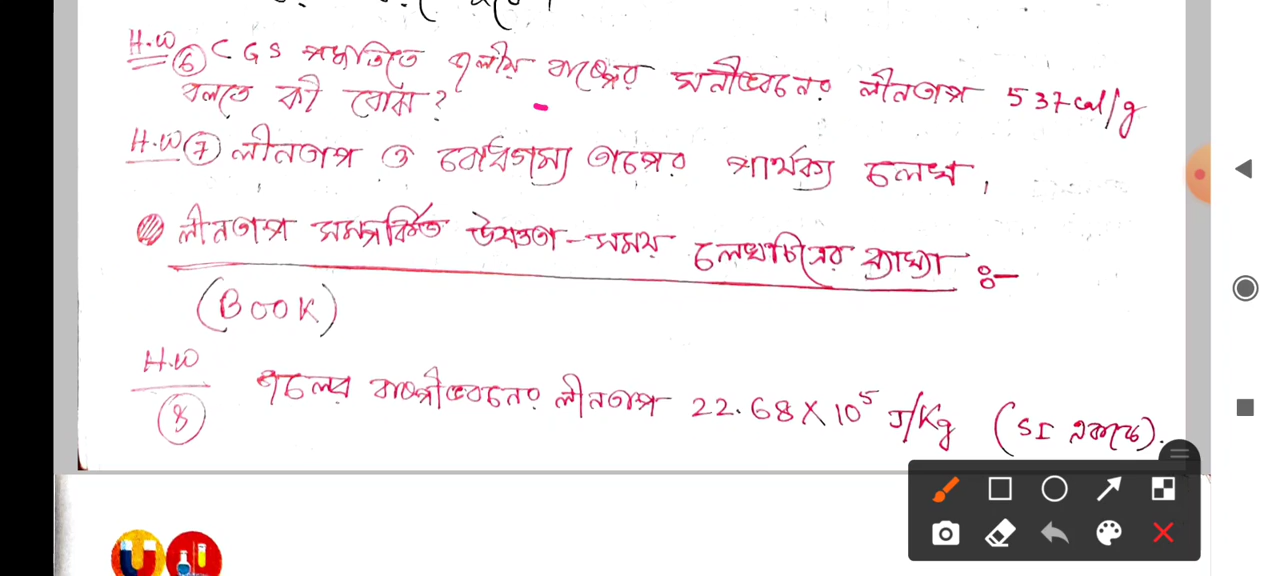 H.W ⑥ CGS পদ্ধতিতে জলীয় বাষ্পের ঘনীভবনের লীনতাপ 537 cal/g
বলতে কী বোঝ?
H.W ⑦ লীনতাপ ও বোধগম্য তাপের পার্থক্য লেখ।
লীনতাপ সম্পর্কিত উষ্ণতা-সময় লেখচিত্রের ব্যাখ্যা :-
(BOOK)
H.W
⑧ জলের বাষ্পীভবনের লীনতাপ 22.68 × 10⁵ J/Kg (SI এককে).